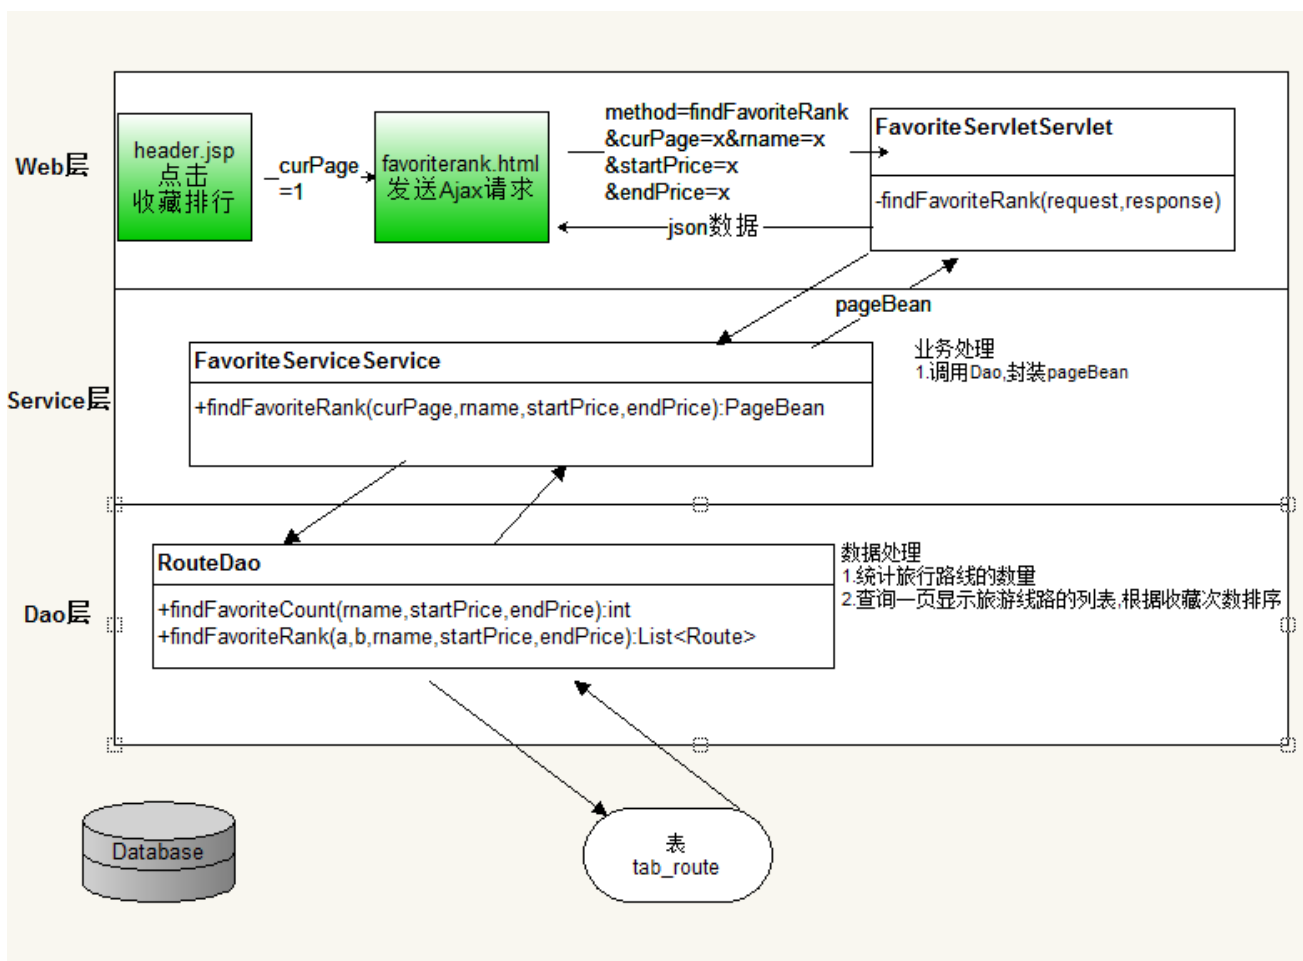 Web层
header.jsp
点击
收藏排行
_curPage
=1
favoriterank.html
发送Ajax请求
method=findFavoriteRank
&curPage=x&rname=x
&startPrice=x
&endPrice=x
json数据
FavoriteServletServlet
-findFavoriteRank(request,response)
pageBean
Service层
FavoriteServiceService
+findFavoriteRank(curPage,rname,startPrice,endPrice):PageBean
业务处理
1.调用Dao,封装pageBean
Dao层
RouteDao
+findFavoriteCount(rname,startPrice,endPrice):int
+findFavoriteRank(a,b,rname,startPrice,endPrice):List<Route>
数据处理
1.统计旅行路线的数量
2.查询一页显示旅游线路的列表,根据收藏次数排序
Database
表
tab_route